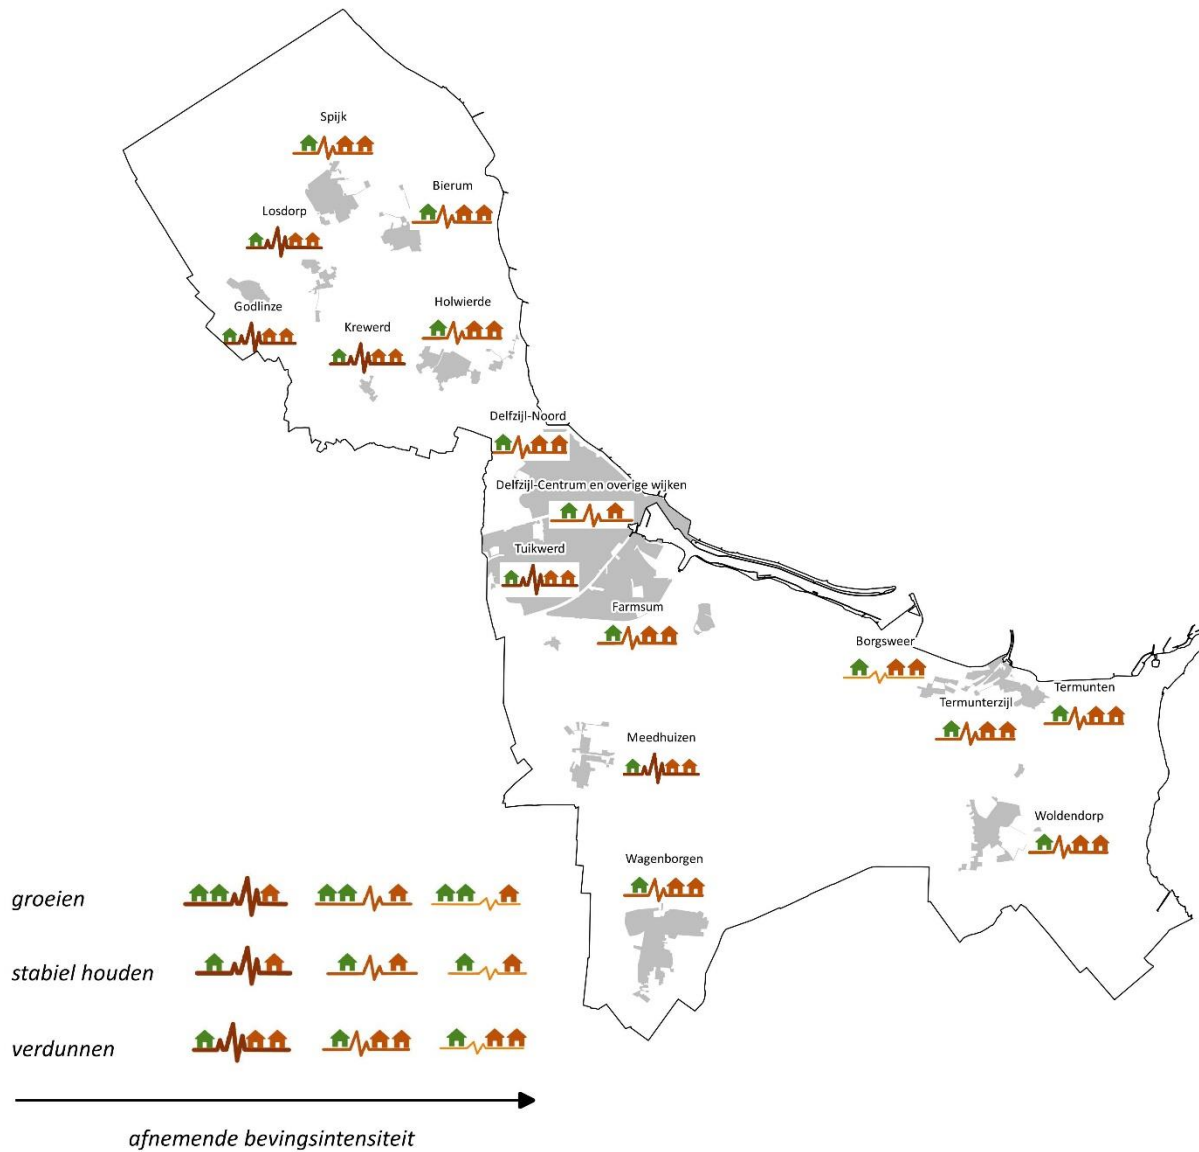 Spijk
Bierum
Losdorp
Godlinze
Holwierde
Krewerd
Delfzijl-Noord
Delfzijl-Centrum en overige wijken
Tuikwerd
Farmsum
Borgsweer
Termunten
Termunterzijl
Meedhuizen
Woldendorp
Wagenborgen
groeien
stabiel houden
verdunnen
afnemende bevingsintensiteit